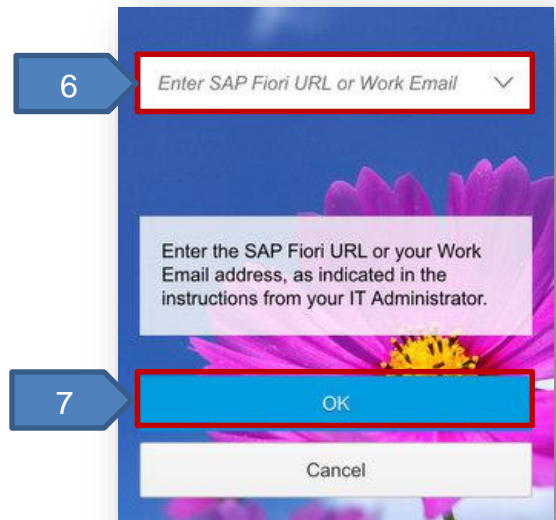 6
Enter SAP Fiori URL or Work Email
Enter the SAP Fiori URL or your Work
Email address, as indicated in the
instructions from your IT Administrator.
7
OK
Cancel